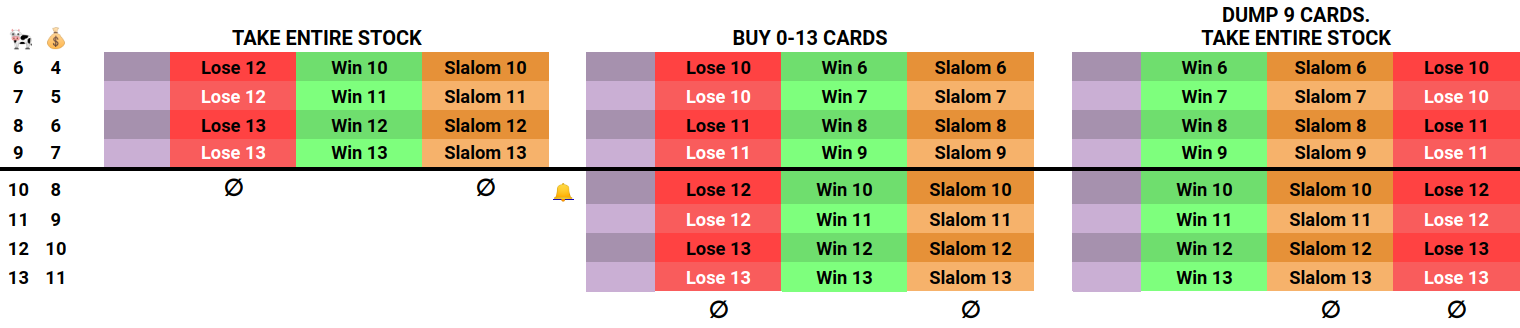 DUMP 9 CARDS.
TAKE ENTIRE STOCK BUY 0-13 CARDS TAKE ENTIRE STOCK
6 4 Lose 12 Win 10 Slalom 10 Lose 10 Win 6 Slalom 6 Win 6 Slalom 6 Lose 10
7 5 Lose 12 Win 11 Slalom 11 Lose 10 Win 7 Slalom 7 Win 7 Slalom 7 Lose 10
8 6 Lose 13 Win 12 Slalom 12 Lose 11 Win 8 Slalom 8 Win 8 Slalom 8 Lose 11
9 7 Lose 13 Win 13 Slalom 13 Lose 11 Win 9 Slalom 9 Win 9 Slalom 9 Lose 11
10 8 ∅ ∅ Lose 12 Win 10 Slalom 10 Win 10 Slalom 10 Lose 12
11 9 Lose 12 Win 11 Slalom 11 Win 11 Slalom 11 Lose 12
12 10 Lose 13 Win 12 Slalom 12 Win 12 Slalom 12 Lose 13
13 11 Lose 13 Win 13 Slalom 13 Win 13 Slalom 13 Lose 13
∅ ∅ ∅ ∅